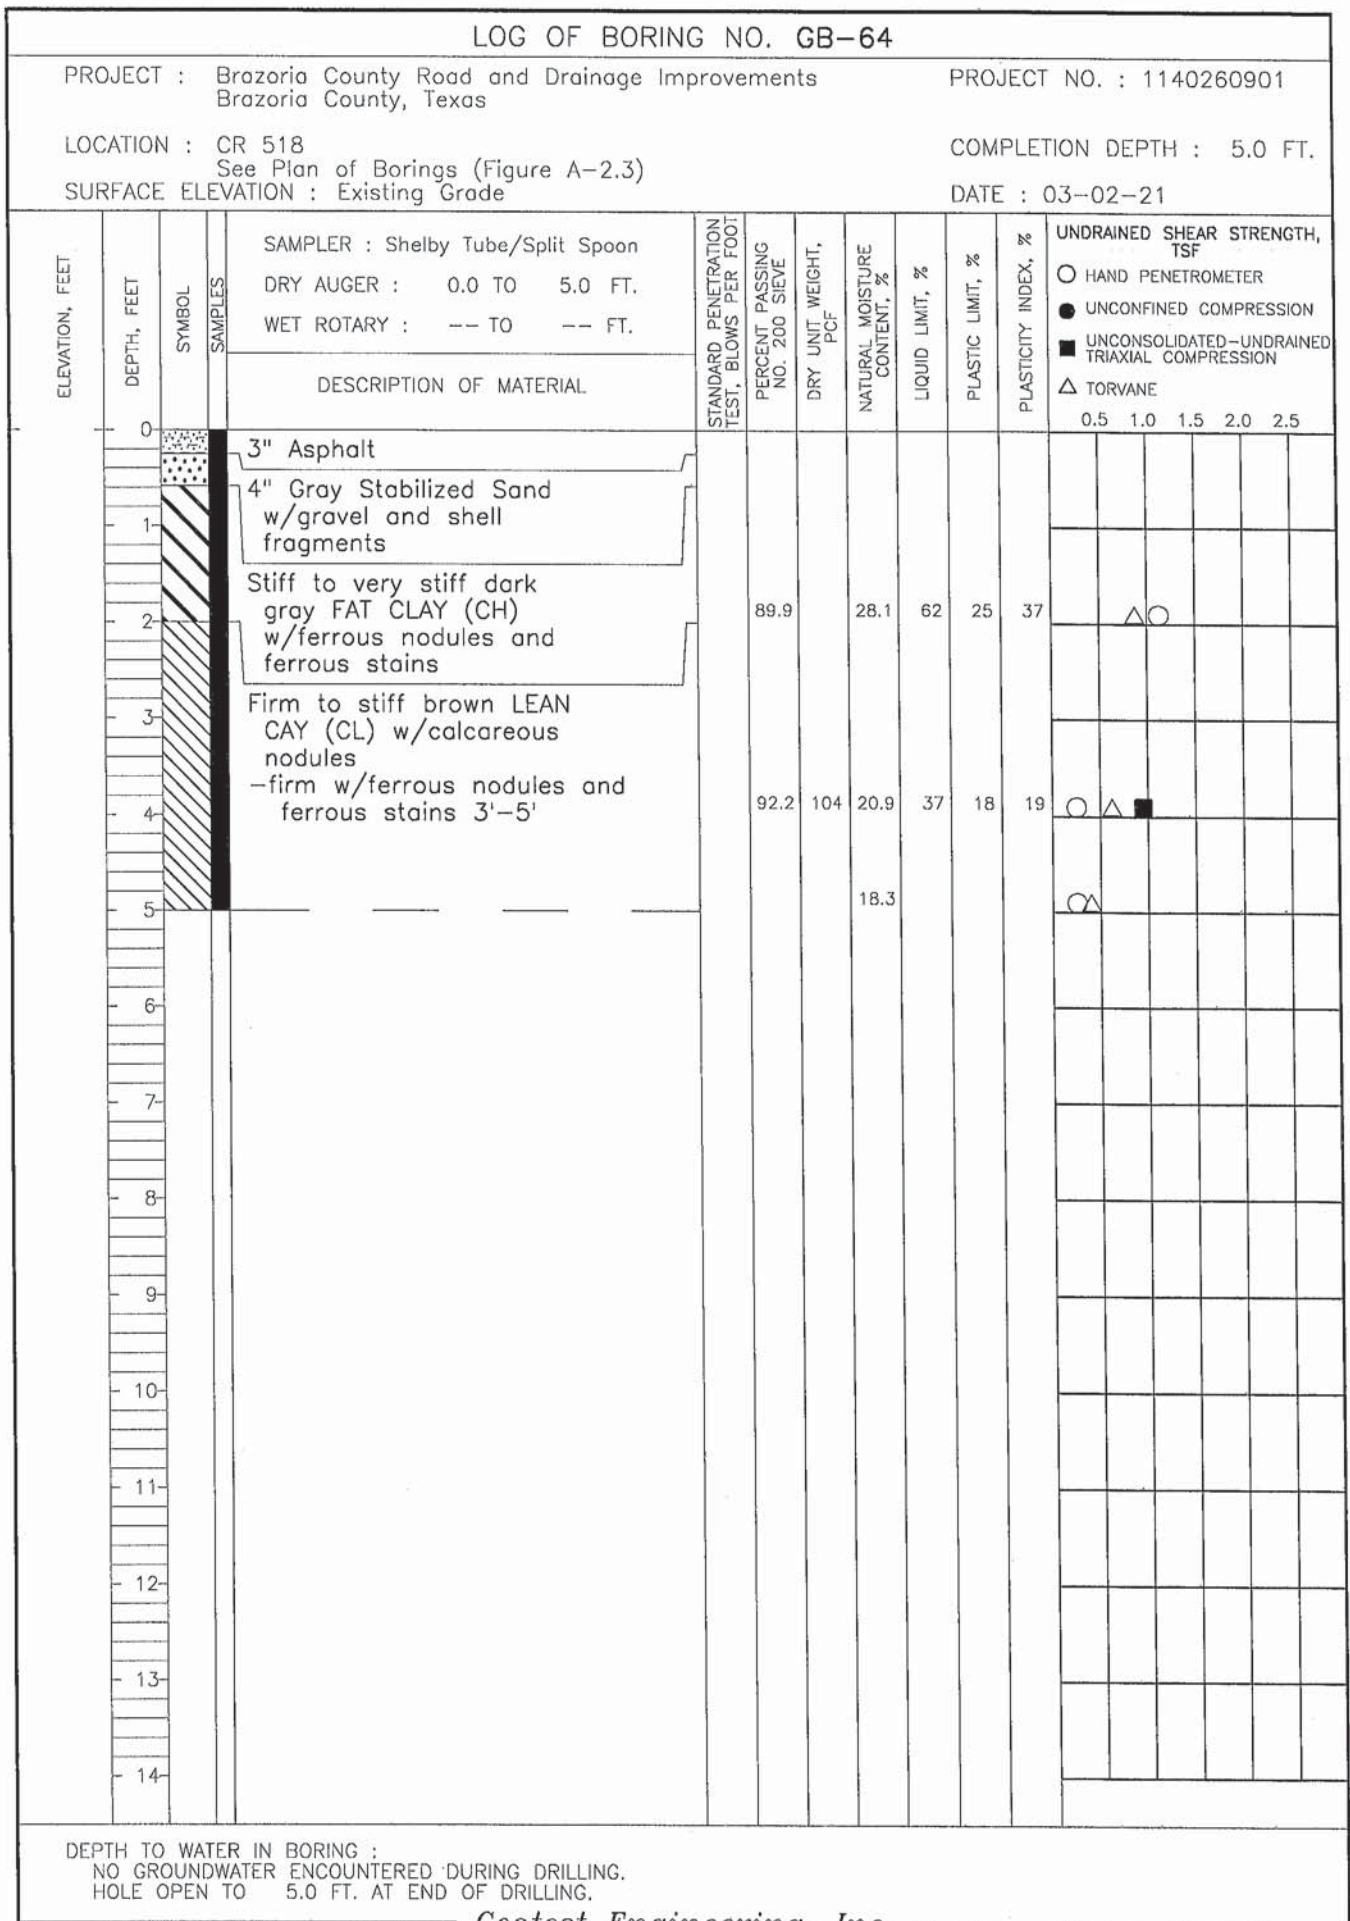 LOG OF BORING NO. GB-64
PROJECT : Brazoria County Road and Drainage Improvements
Brazoria County, Texas
PROJECT NO. : 1140260901
LOCATION : CR 518
See Plan of Borings (Figure A-2.3)
COMPLETION DEPTH : 5.0 FT.
SURFACE ELEVATION : Existing Grade
DATE : 03-02-21
ELEVATION, FEET
DEPTH, FEET
SYMBOL
SAMPLES
SAMPLER : Shelby Tube/Split Spoon
DRY AUGER : 0.0 TO 5.0 FT.
WET ROTARY : -- TO -- FT.
DESCRIPTION OF MATERIAL
STANDARD PENETRATION
TEST, BLOWS PER FOOT
PERCENT PASSING
NO. 200 SIEVE
DRY UNIT WEIGHT,
PCF
NATURAL MOISTURE
CONTENT, %
LIQUID LIMIT, %
PLASTIC LIMIT, %
PLASTICITY INDEX, %
UNDRAINED SHEAR STRENGTH,
TSF
HAND PENETROMETER
UNCONFINED COMPRESSION
UNCONSOLIDATED-UNDRAINED
TRIAXIAL COMPRESSION
TORVANE
0.5 1.0 1.5 2.0 2.5
0
3" Asphalt
4" Gray Stabilized Sand
w/gravel and shell
fragments
1
Stiff to very stiff dark
gray FAT CLAY (CH)
w/ferrous nodules and
ferrous stains
89.9 28.1 62 25 37
2
Firm to stiff brown LEAN
CAY (CL) w/calcareous
nodules
-firm w/ferrous nodules and
ferrous stains 3'-5'
3
92.2 104 20.9 37 18 19
4
18.3
5
6
7
8
9
10
11
12
13
14
DEPTH TO WATER IN BORING :
NO GROUNDWATER ENCOUNTERED DURING DRILLING.
HOLE OPEN TO 5.0 FT. AT END OF DRILLING.
Geotest Engineering, Inc.